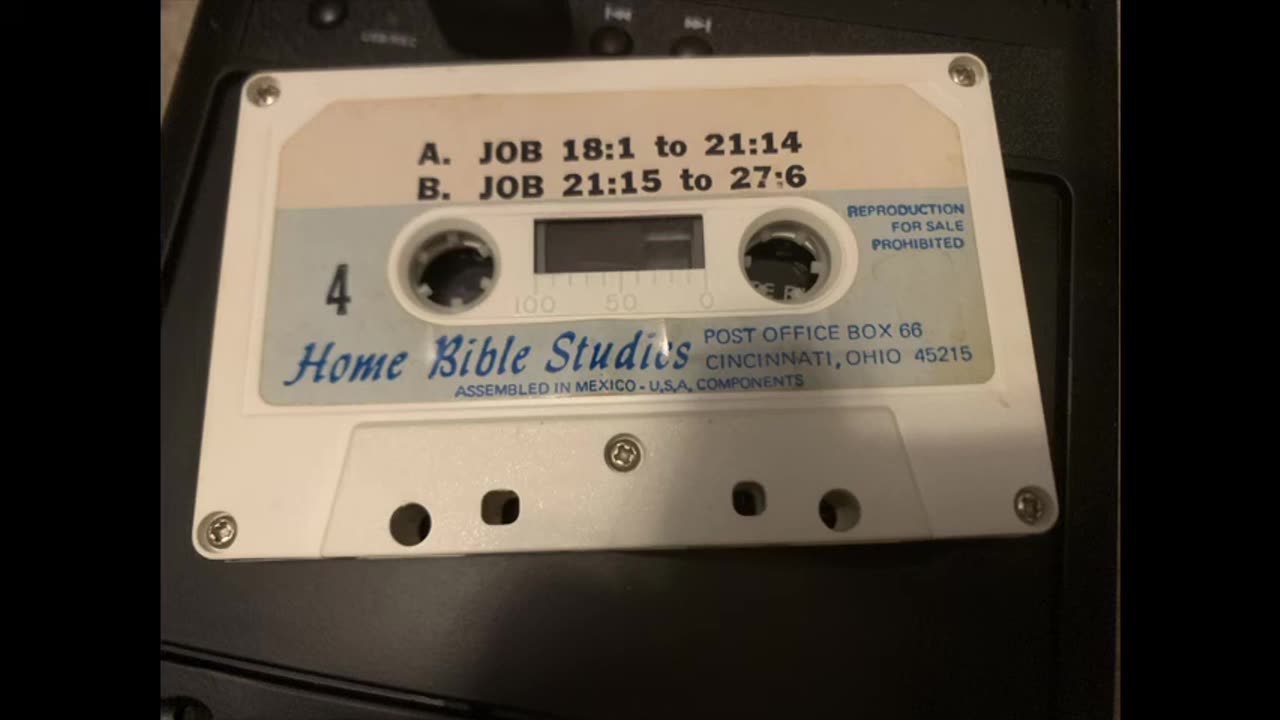 A. JOB 18:1 to 21:14
B. JOB 21:15 to 27:6
REPRODUCTION
FOR SALE
PROHIBITED
4
100 50 0
Home Bible Studies
POST OFFICE BOX 66
CINCINNATI, OHIO 45215
ASSEMBLED IN MEXICO - U.S.A. COMPONENTS